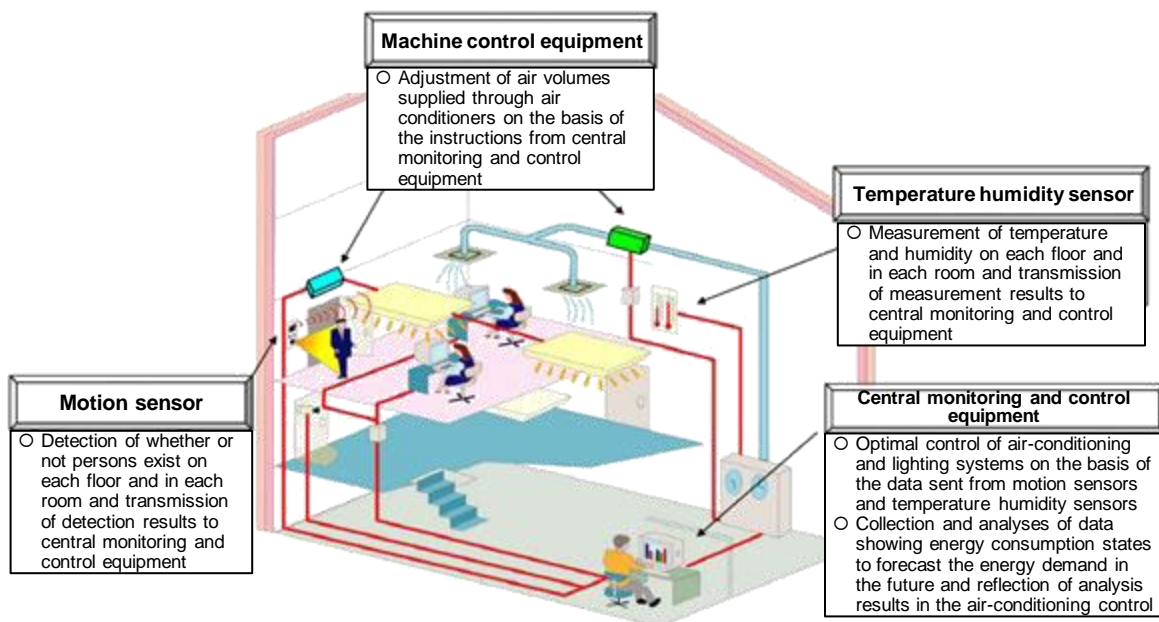 Machine control equipment
○ Adjustment of air volumes
supplied through air
conditioners on the basis of
the instructions from central
monitoring and control
equipment
Temperature humidity sensor
○ Measurement of temperature
and humidity on each floor and
in each room and transmission
of measurement results to
central monitoring and control
equipment
Motion sensor
○ Detection of whether or
not persons exist on
each floor and in each
room and transmission
of detection results to
central monitoring and
control equipment
Central monitoring and control
equipment
○ Optimal control of air-conditioning
and lighting systems on the basis of
the data sent from motion sensors
and temperature humidity sensors
○ Collection and analyses of data
showing energy consumption states
to forecast the energy demand in
the future and reflection of analysis
results in the air-conditioning control